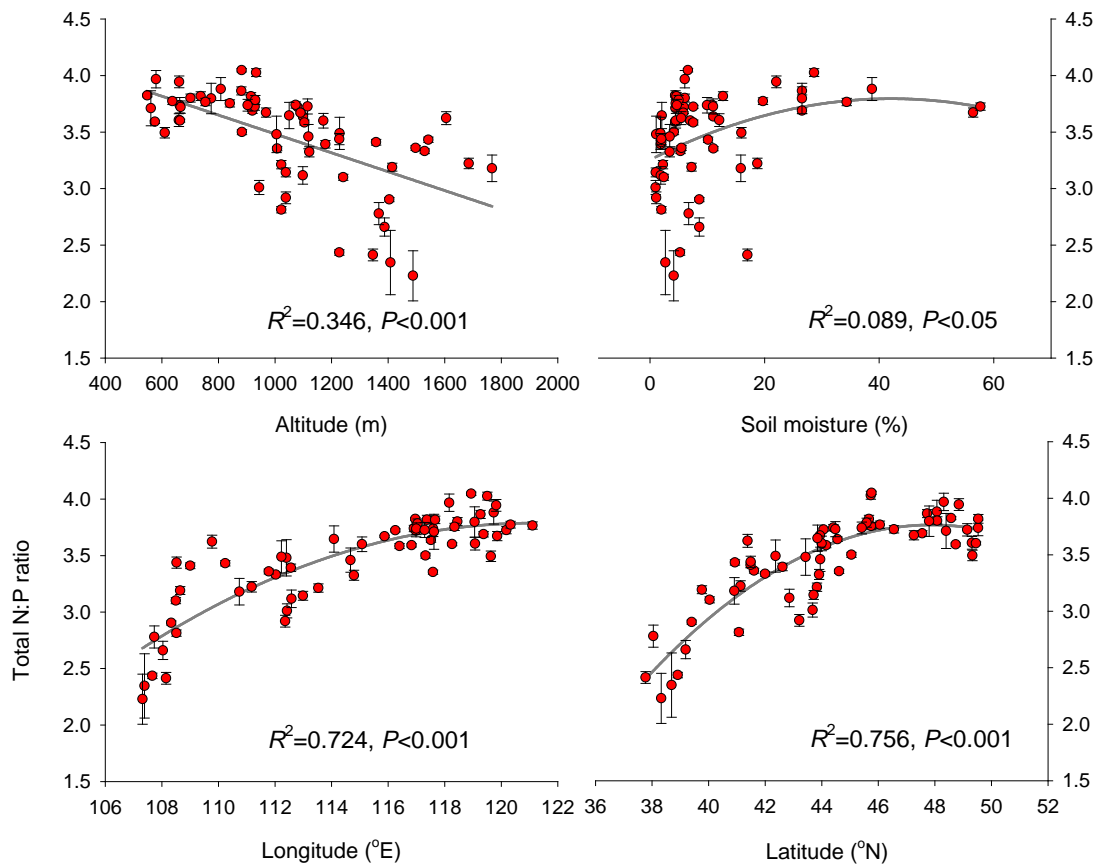 4.5
4.0
3.5
3.0
2.5
2.0
1.5
R²=0.346, P<0.001
400 600 800 1000 1200 1400 1600 1800 2000
Altitude (m)
4.5
4.0
3.5
3.0
2.5
2.0
1.5
R²=0.089, P<0.05
0 20 40 60
Soil moisture (%)
Total N:P ratio
4.5
4.0
3.5
3.0
2.5
2.0
1.5
R²=0.724, P<0.001
106 108 110 112 114 116 118 120 122
Longitude (°E)
4.5
4.0
3.5
3.0
2.5
2.0
1.5
R²=0.756, P<0.001
36 38 40 42 44 46 48 50 52
Latitude (°N)